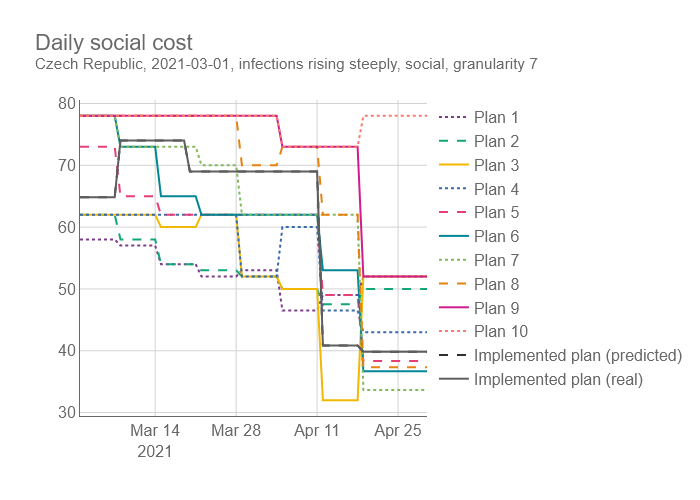 Daily social cost
Czech Republic, 2021-03-01, infections rising steeply, social, granularity 7
80
70
60
50
40
30
Mar 14
2021
Mar 28
Apr 11
Apr 25
Plan 1
Plan 2
Plan 3
Plan 4
Plan 5
Plan 6
Plan 7
Plan 8
Plan 9
Plan 10
Implemented plan (predicted)
Implemented plan (real)